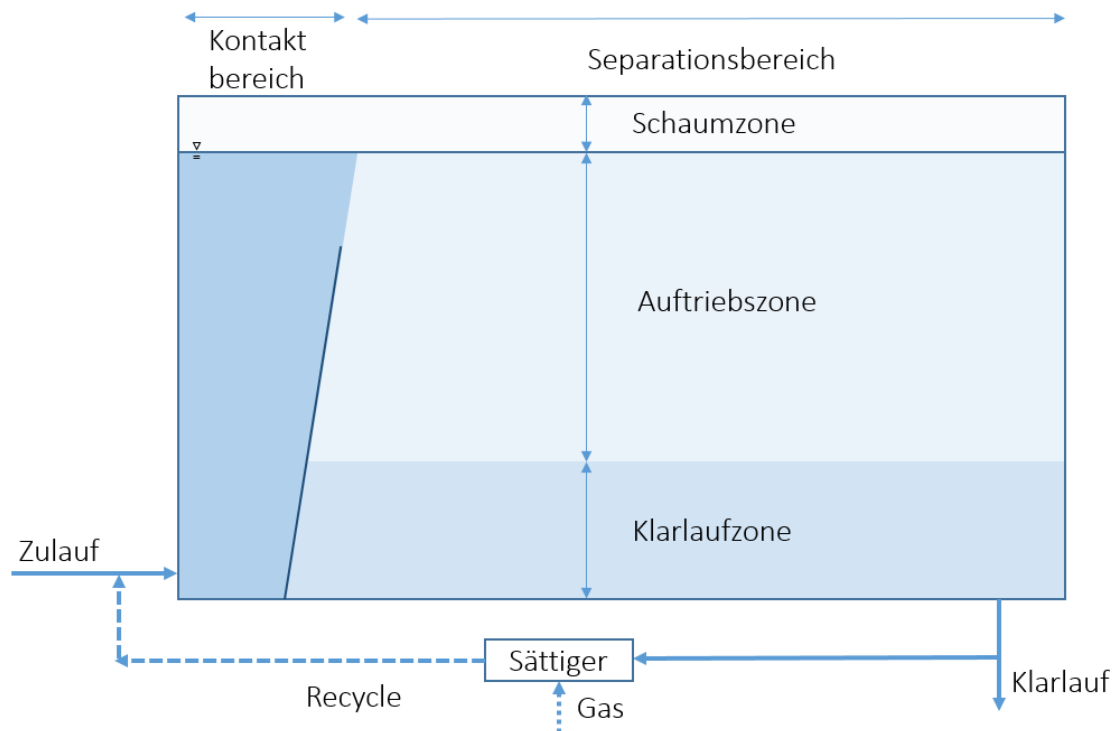 Kontakt
bereich
Separationsbereich
Schaumzone
Auftriebszone
Klarlaufzone
Zulauf
Sättiger
Recycle
Gas
Klarlauf